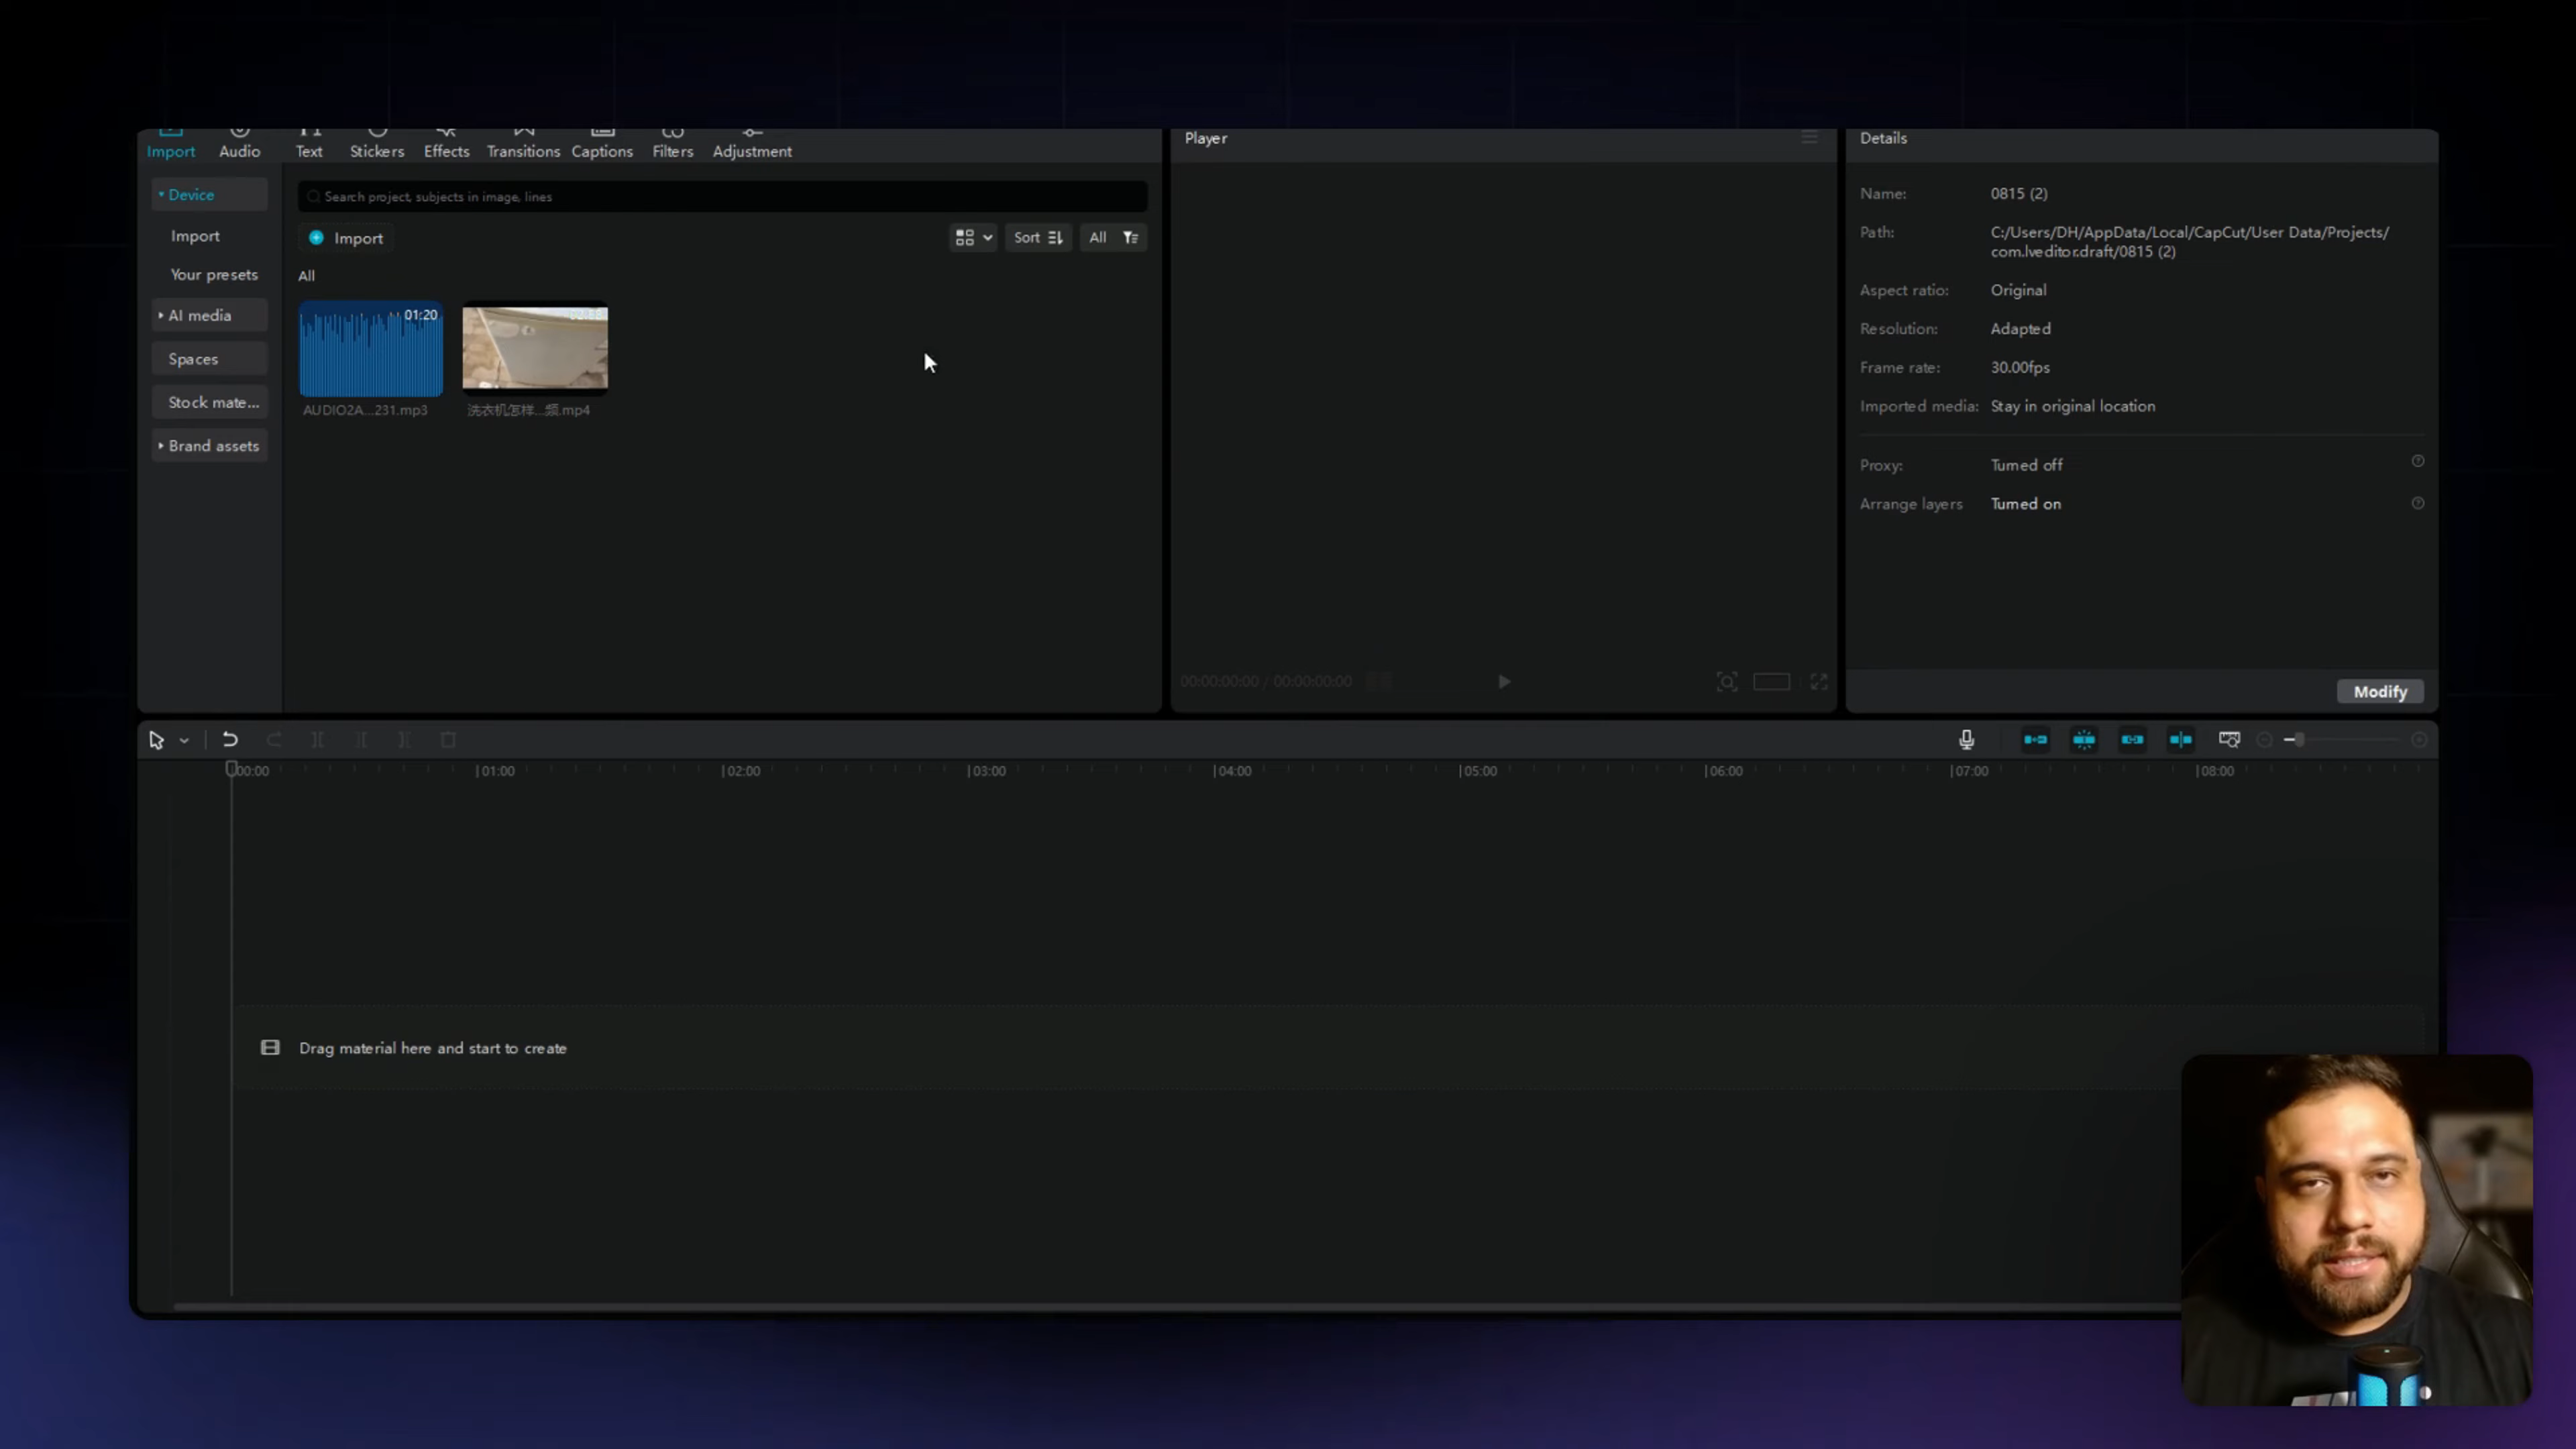 Import Audio Text Stickers Effects Transitions Captions Filters Adjustment
Player
Details
Device
Import
Your presets
AI media
Spaces
Stock mate...
Brand assets
Search project, subjects in image, lines
Import
Sort
All
All
01:20
AUDIO2A...231.mp3
洗衣机怎样...频.mp4
00:00:00:00 / 00:00:00:00
Name: 0815 (2)
Path: C:/Users/DH/AppData/Local/CapCut/User Data/Projects/
com.lveditor.draft/0815 (2)
Aspect ratio: Original
Resolution: Adapted
Frame rate: 30.00fps
Imported media: Stay in original location
Proxy: Turned off
Arrange layers Turned on
Modify
00:00 01:00 02:00 03:00 04:00 05:00 06:00 07:00 08:00
Drag material here and start to create